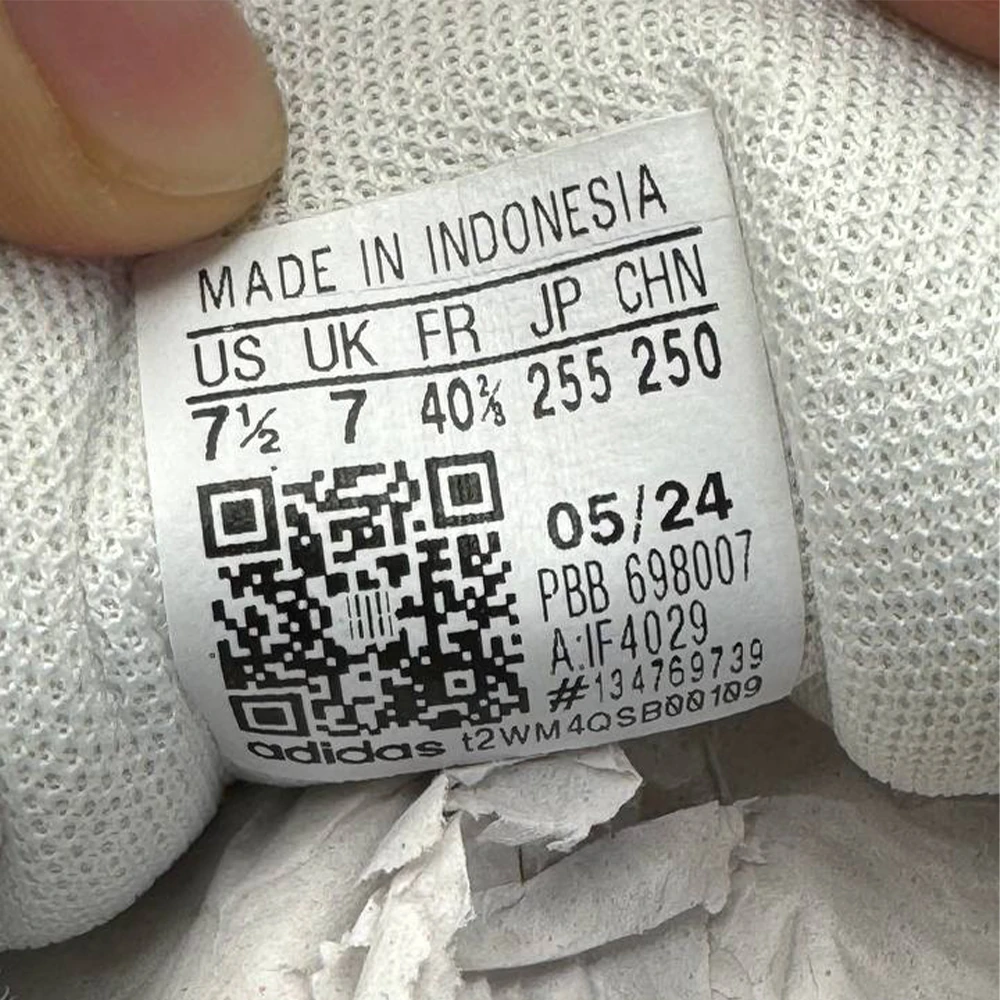 MADE IN INDONESIA
US UK FR JP CHN
7½ 7 40⅔ 255 250
05/24
PBB 698007
A:IF4029
#134769739
adidas t2WM4QSB00109